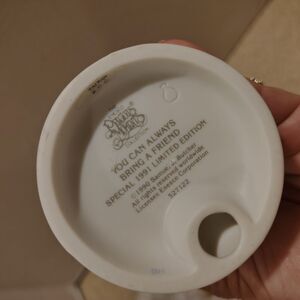 Precious
Moments
COLLECTION
YOU CAN ALWAYS
BRING A FRIEND
SPECIAL 1991 LIMITED EDITION
©1990 Samuel J. Butcher
All rights reserved worldwide
Licensee Enesco Corporation
527122